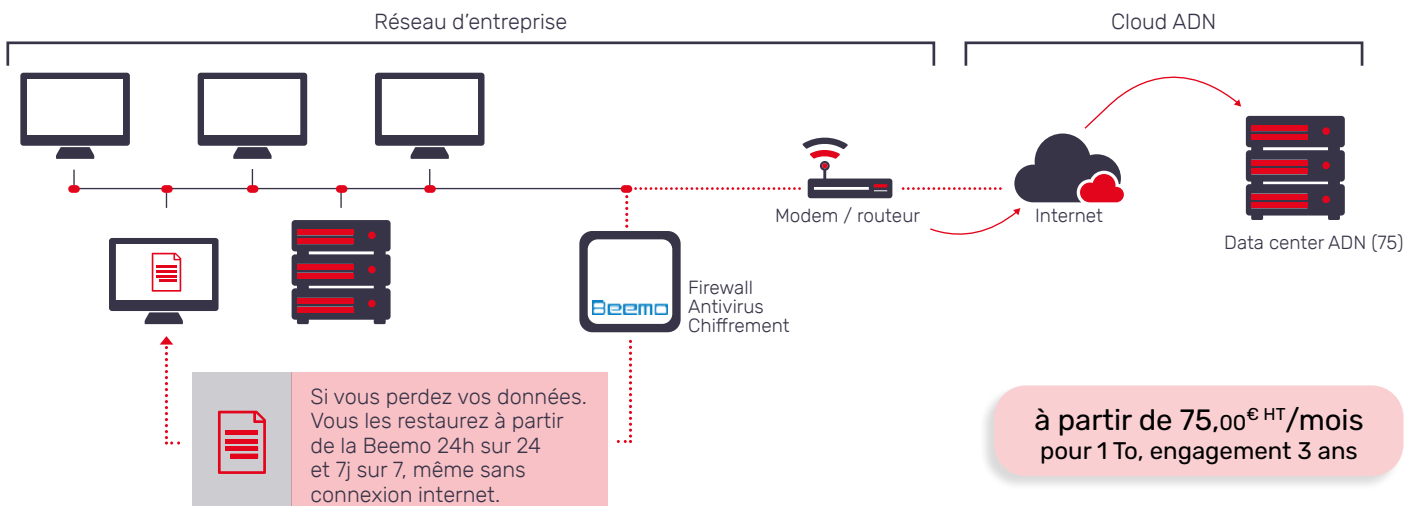 Réseau d'entreprise
Cloud ADN
Modem / routeur
Internet
Data center ADN (75)
Beemo
Firewall
Antivirus
Chiffrement
Si vous perdez vos données.
Vous les restaurez à partir
de la Beemo 24h sur 24
et 7j sur 7, même sans
connexion internet.
à partir de 75,00€ HT/mois
pour 1 To, engagement 3 ans